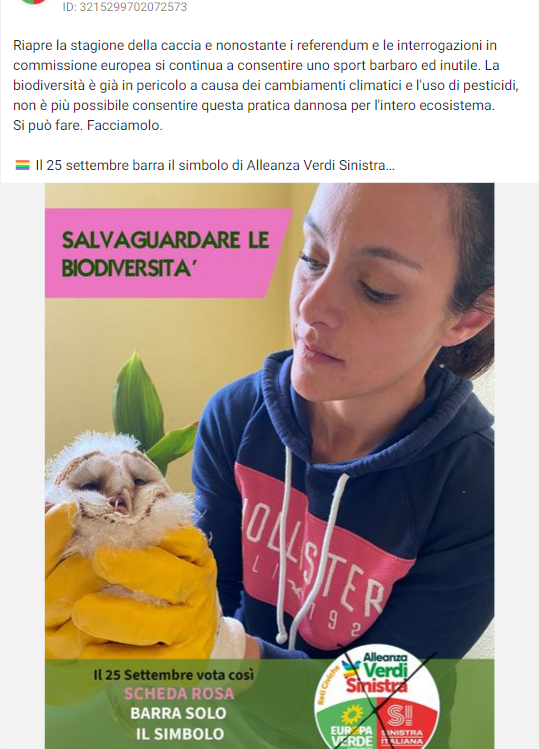 ID: 3215299702072573
Riapre la stagione della caccia e nonostante i referendum e le interrogazioni in
commissione europea si continua a consentire uno sport barbaro ed inutile. La
biodiversità è già in pericolo a causa dei cambiamenti climatici e l'uso di pesticidi,
non è più possibile consentire questa pratica dannosa per l'intero ecosistema.
Si può fare. Facciamolo.
Il 25 settembre barra il simbolo di Alleanza Verdi Sinistra...
SALVAGUARDARE LE
BIODIVERSITA'
HOLLISTER
Il 25 Settembre vota così
SCHEDA ROSA
BARRA SOLO
IL SIMBOLO
Reti Civiche
Alleanza
Verdi
Sinistra
EUROPA
VERDE
SI
SINISTRA
ITALIANA